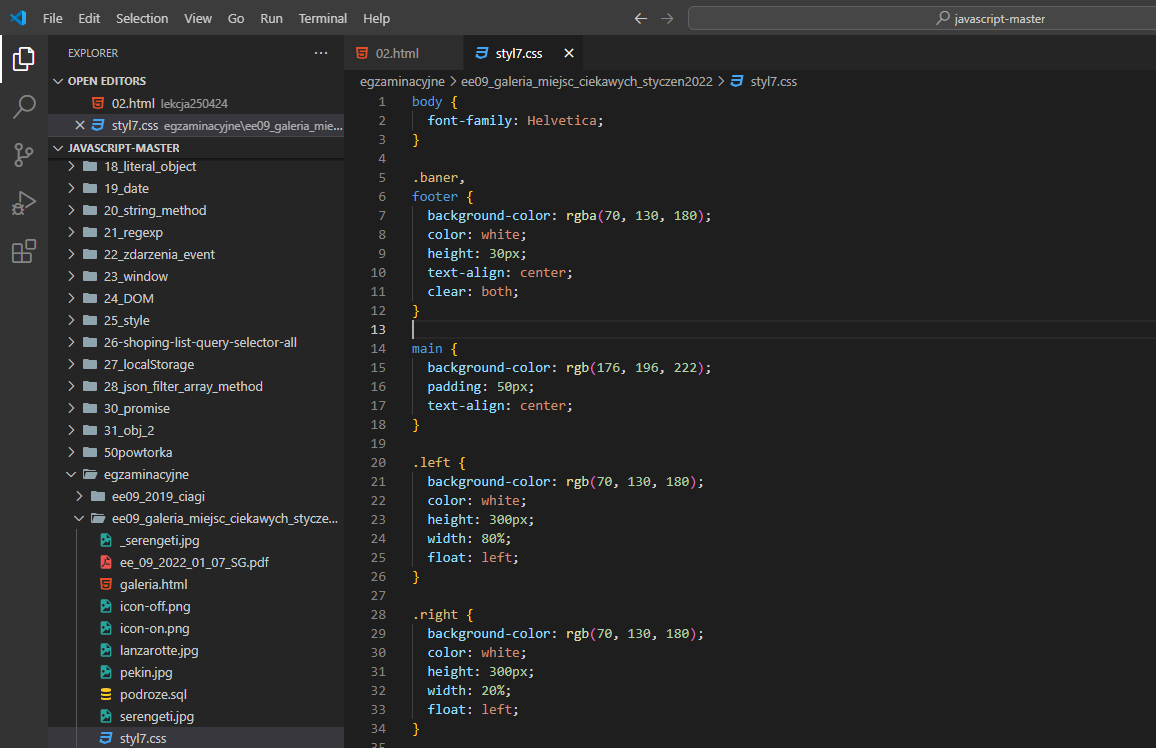 File Edit Selection View Go Run Terminal Help
javascript-master
EXPLORER
02.html
styl7.css
OPEN EDITORS
02.html lekcja250424
styl7.css egzaminacyjne\ee09_galeria_mie...
JAVASCRIPT-MASTER
18_literal_object
19_date
20_string_method
21_regexp
22_zdarzenia_event
23_window
24_DOM
25_style
26-shoping-list-query-selector-all
27_localStorage
28_json_filter_array_method
30_promise
31_obj_2
50powtorka
egzaminacyjne
ee09_2019_ciagi
ee09_galeria_miejsc_ciekawych_stycze...
_serengeti.jpg
ee_09_2022_01_07_SG.pdf
galeria.html
icon-off.png
icon-on.png
lanzarotte.jpg
pekin.jpg
podroze.sql
serengeti.jpg
styl7.css
egzaminacyjne > ee09_galeria_miejsc_ciekawych_styczen2022 > styl7.css
1 body {
2 font-family: Helvetica;
3 }
4
5 .baner,
6 footer {
7 background-color: rgba(70, 130, 180);
8 color: white;
9 height: 30px;
10 text-align: center;
11 clear: both;
12 }
13
14 main {
15 background-color: rgb(176, 196, 222);
16 padding: 50px;
17 text-align: center;
18 }
19
20 .left {
21 background-color: rgb(70, 130, 180);
22 color: white;
23 height: 300px;
24 width: 80%;
25 float: left;
26 }
27
28 .right {
29 background-color: rgb(70, 130, 180);
30 color: white;
31 height: 300px;
32 width: 20%;
33 float: left;
34 }
35